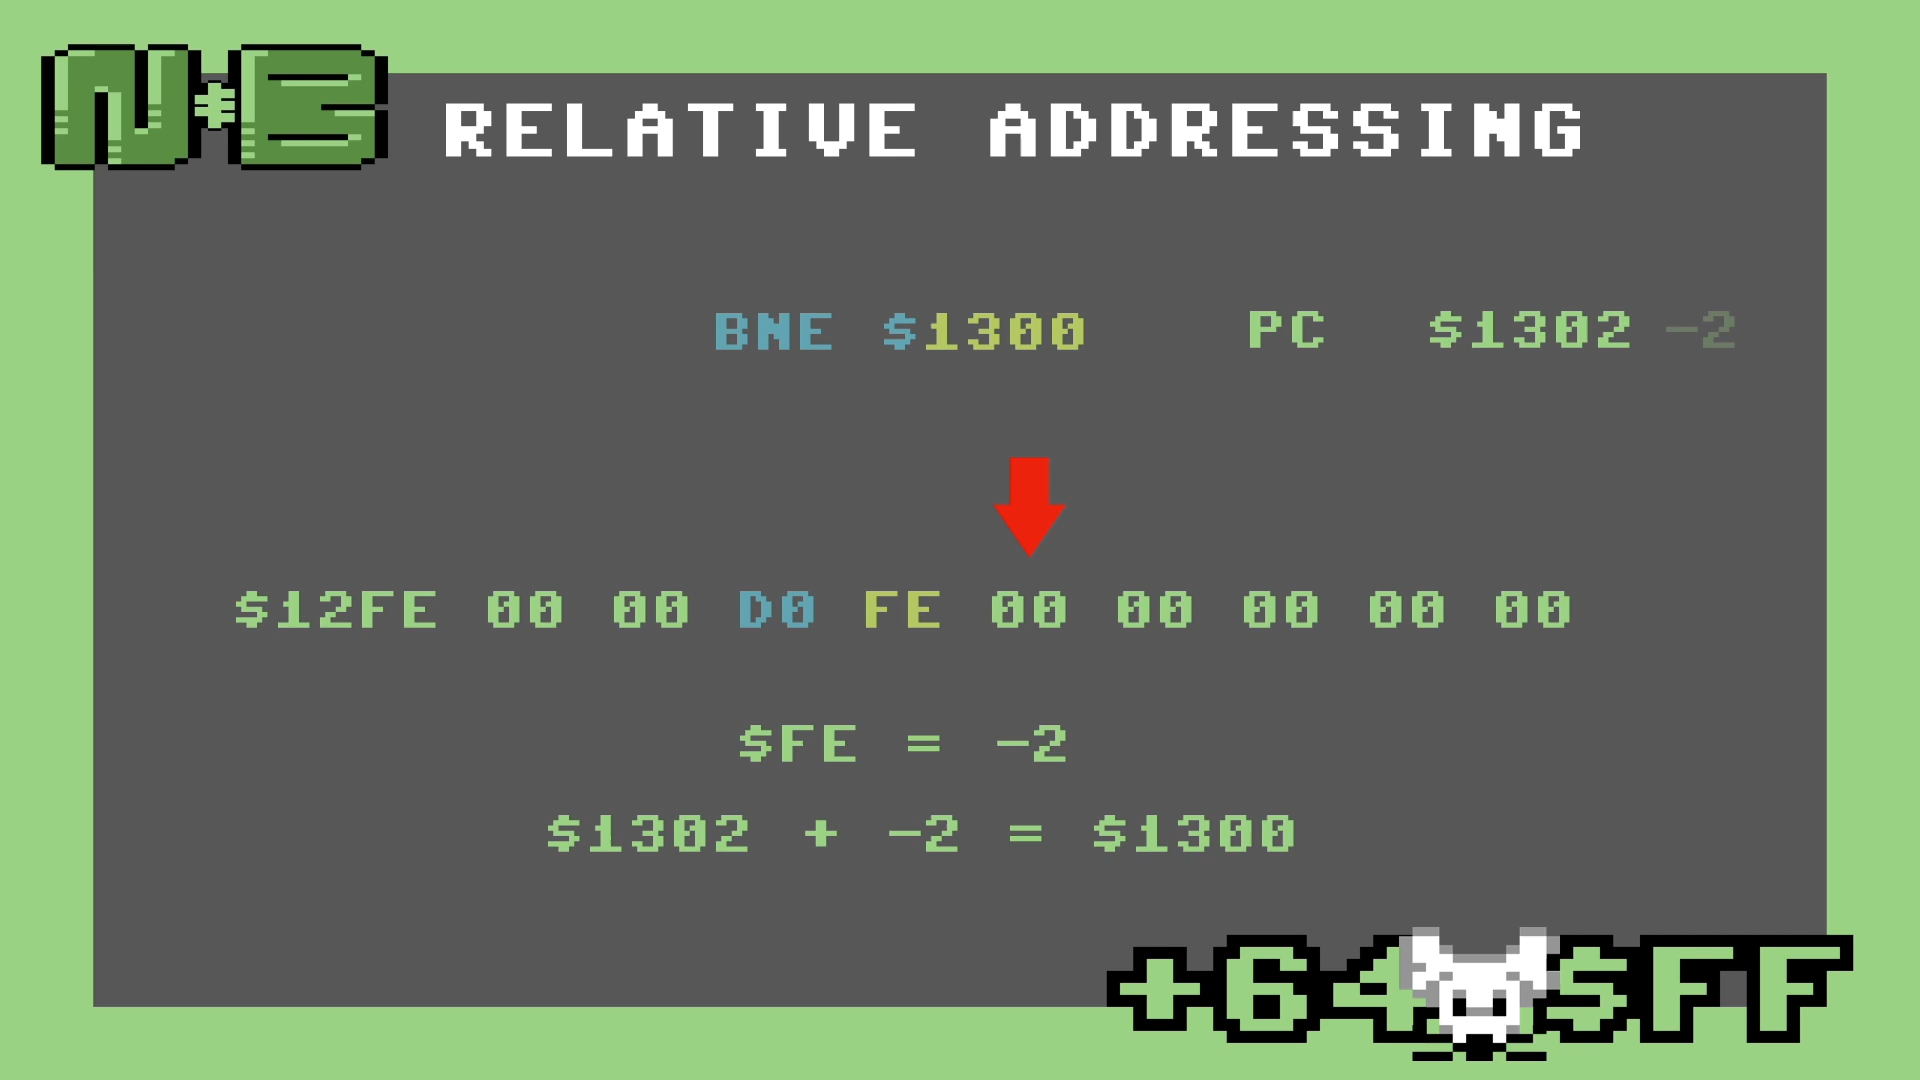 N*B
RELATIVE ADDRESSING
BNE $1300 PC $1302 -2
$12FE 00 00 D0 FE 00 00 00 00 00
$FE = -2
$1302 + -2 = $1300
+64 $FF